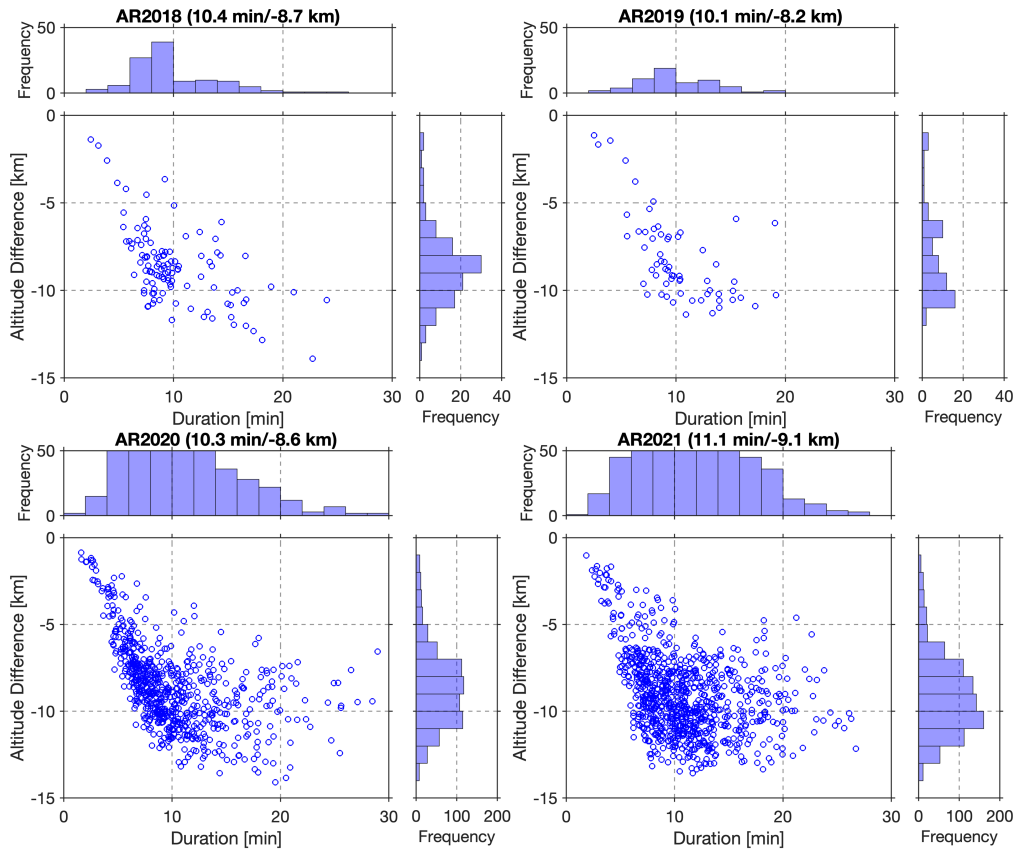 AR2018 (10.4 min/-8.7 km)
50
0
Frequency
0
-5
-10
-15
Altitude Difference [km]
0 10 20 30
Duration [min]
0 20 40
Frequency
AR2019 (10.1 min/-8.2 km)
50
0
Frequency
0
-5
-10
-15
Altitude Difference [km]
0 10 20 30
Duration [min]
0 20 40
Frequency
AR2020 (10.3 min/-8.6 km)
50
0
Frequency
0
-5
-10
-15
Altitude Difference [km]
0 10 20 30
Duration [min]
0 100 200
Frequency
AR2021 (11.1 min/-9.1 km)
50
0
Frequency
0
-5
-10
-15
Altitude Difference [km]
0 10 20 30
Duration [min]
0 100 200
Frequency